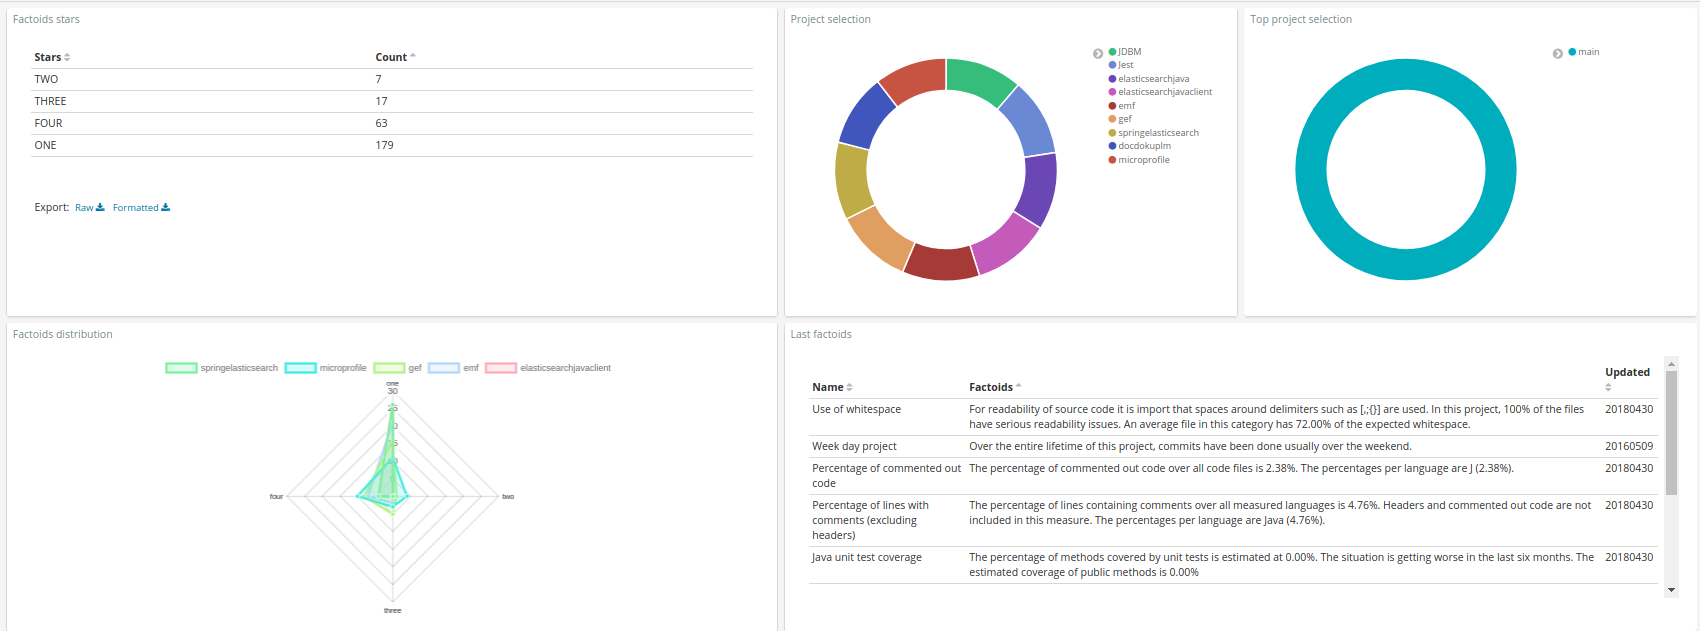 Factoids stars
Stars Count
TWO 7
THREE 17
FOUR 63
ONE 179
Export: Raw Formatted
Project selection
JDBM
Jest
elasticsearchjava
elasticsearchjavaclient
emf
gef
springelasticsearch
docdokuplm
microprofile
Top project selection
main
Factoids distribution
springelasticsearch microprofile gef emf elasticsearchjavaclient
one
30
25
four two
three
Last factoids
Name Factoids Updated
Use of whitespace For readability of source code it is import that spaces around delimiters such as [,;{}] are used. In this project, 100% of the files 20180430
have serious readability issues. An average file in this category has 72.00% of the expected whitespace.
Week day project Over the entire lifetime of this project, commits have been done usually over the weekend. 20160509
Percentage of commented out The percentage of commented out code over all code files is 2.38%. The percentages per language are J (2.38%). 20180430
code
Percentage of lines with The percentage of lines containing comments over all measured languages is 4.76%. Headers and commented out code are not 20180430
comments (excluding included in this measure. The percentages per language are Java (4.76%).
headers)
Java unit test coverage The percentage of methods covered by unit tests is estimated at 0.00%. The situation is getting worse in the last six months. The 20180430
estimated coverage of public methods is 0.00%